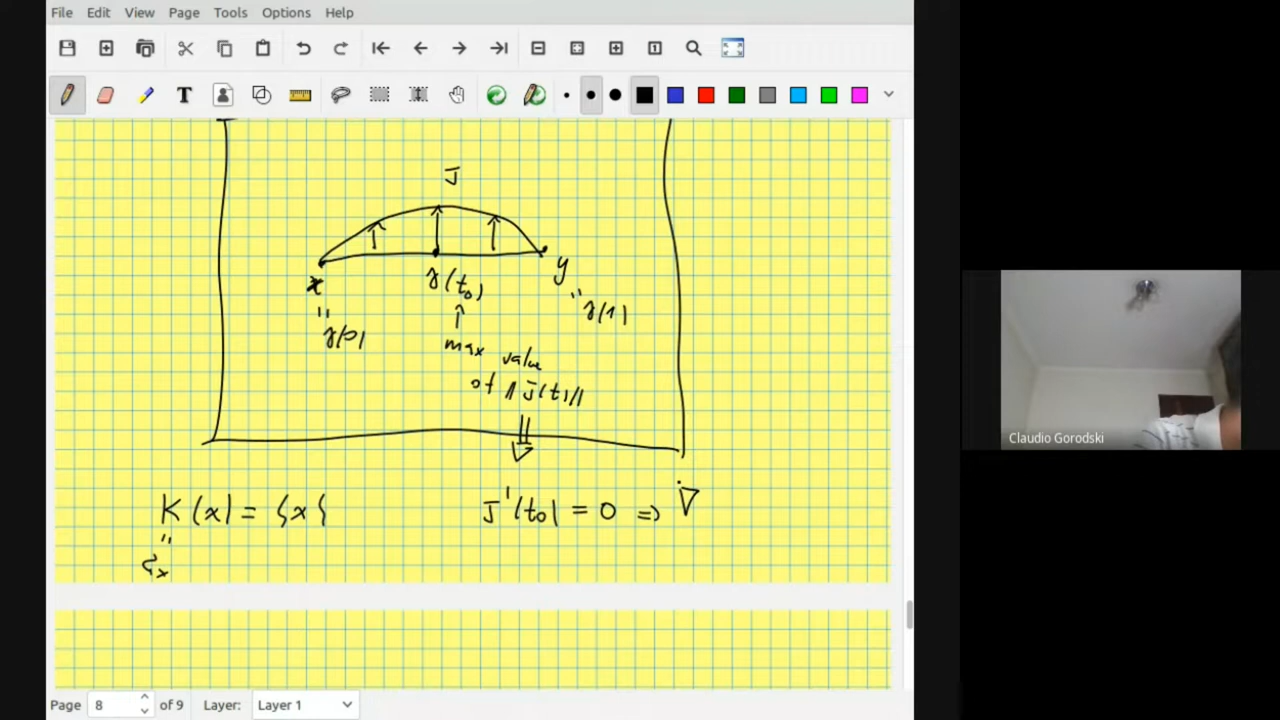 File Edit View Page Tools Options Help
J
x
γ(t₀)
y
"
γ(0)
"
γ(1)
↑
max value
of ||J(t)||
⇓
K(x) = {x}
J'(t₀) = 0 ⇒
"
Page 8 of 9 Layer: Layer 1
Claudio Gorodski